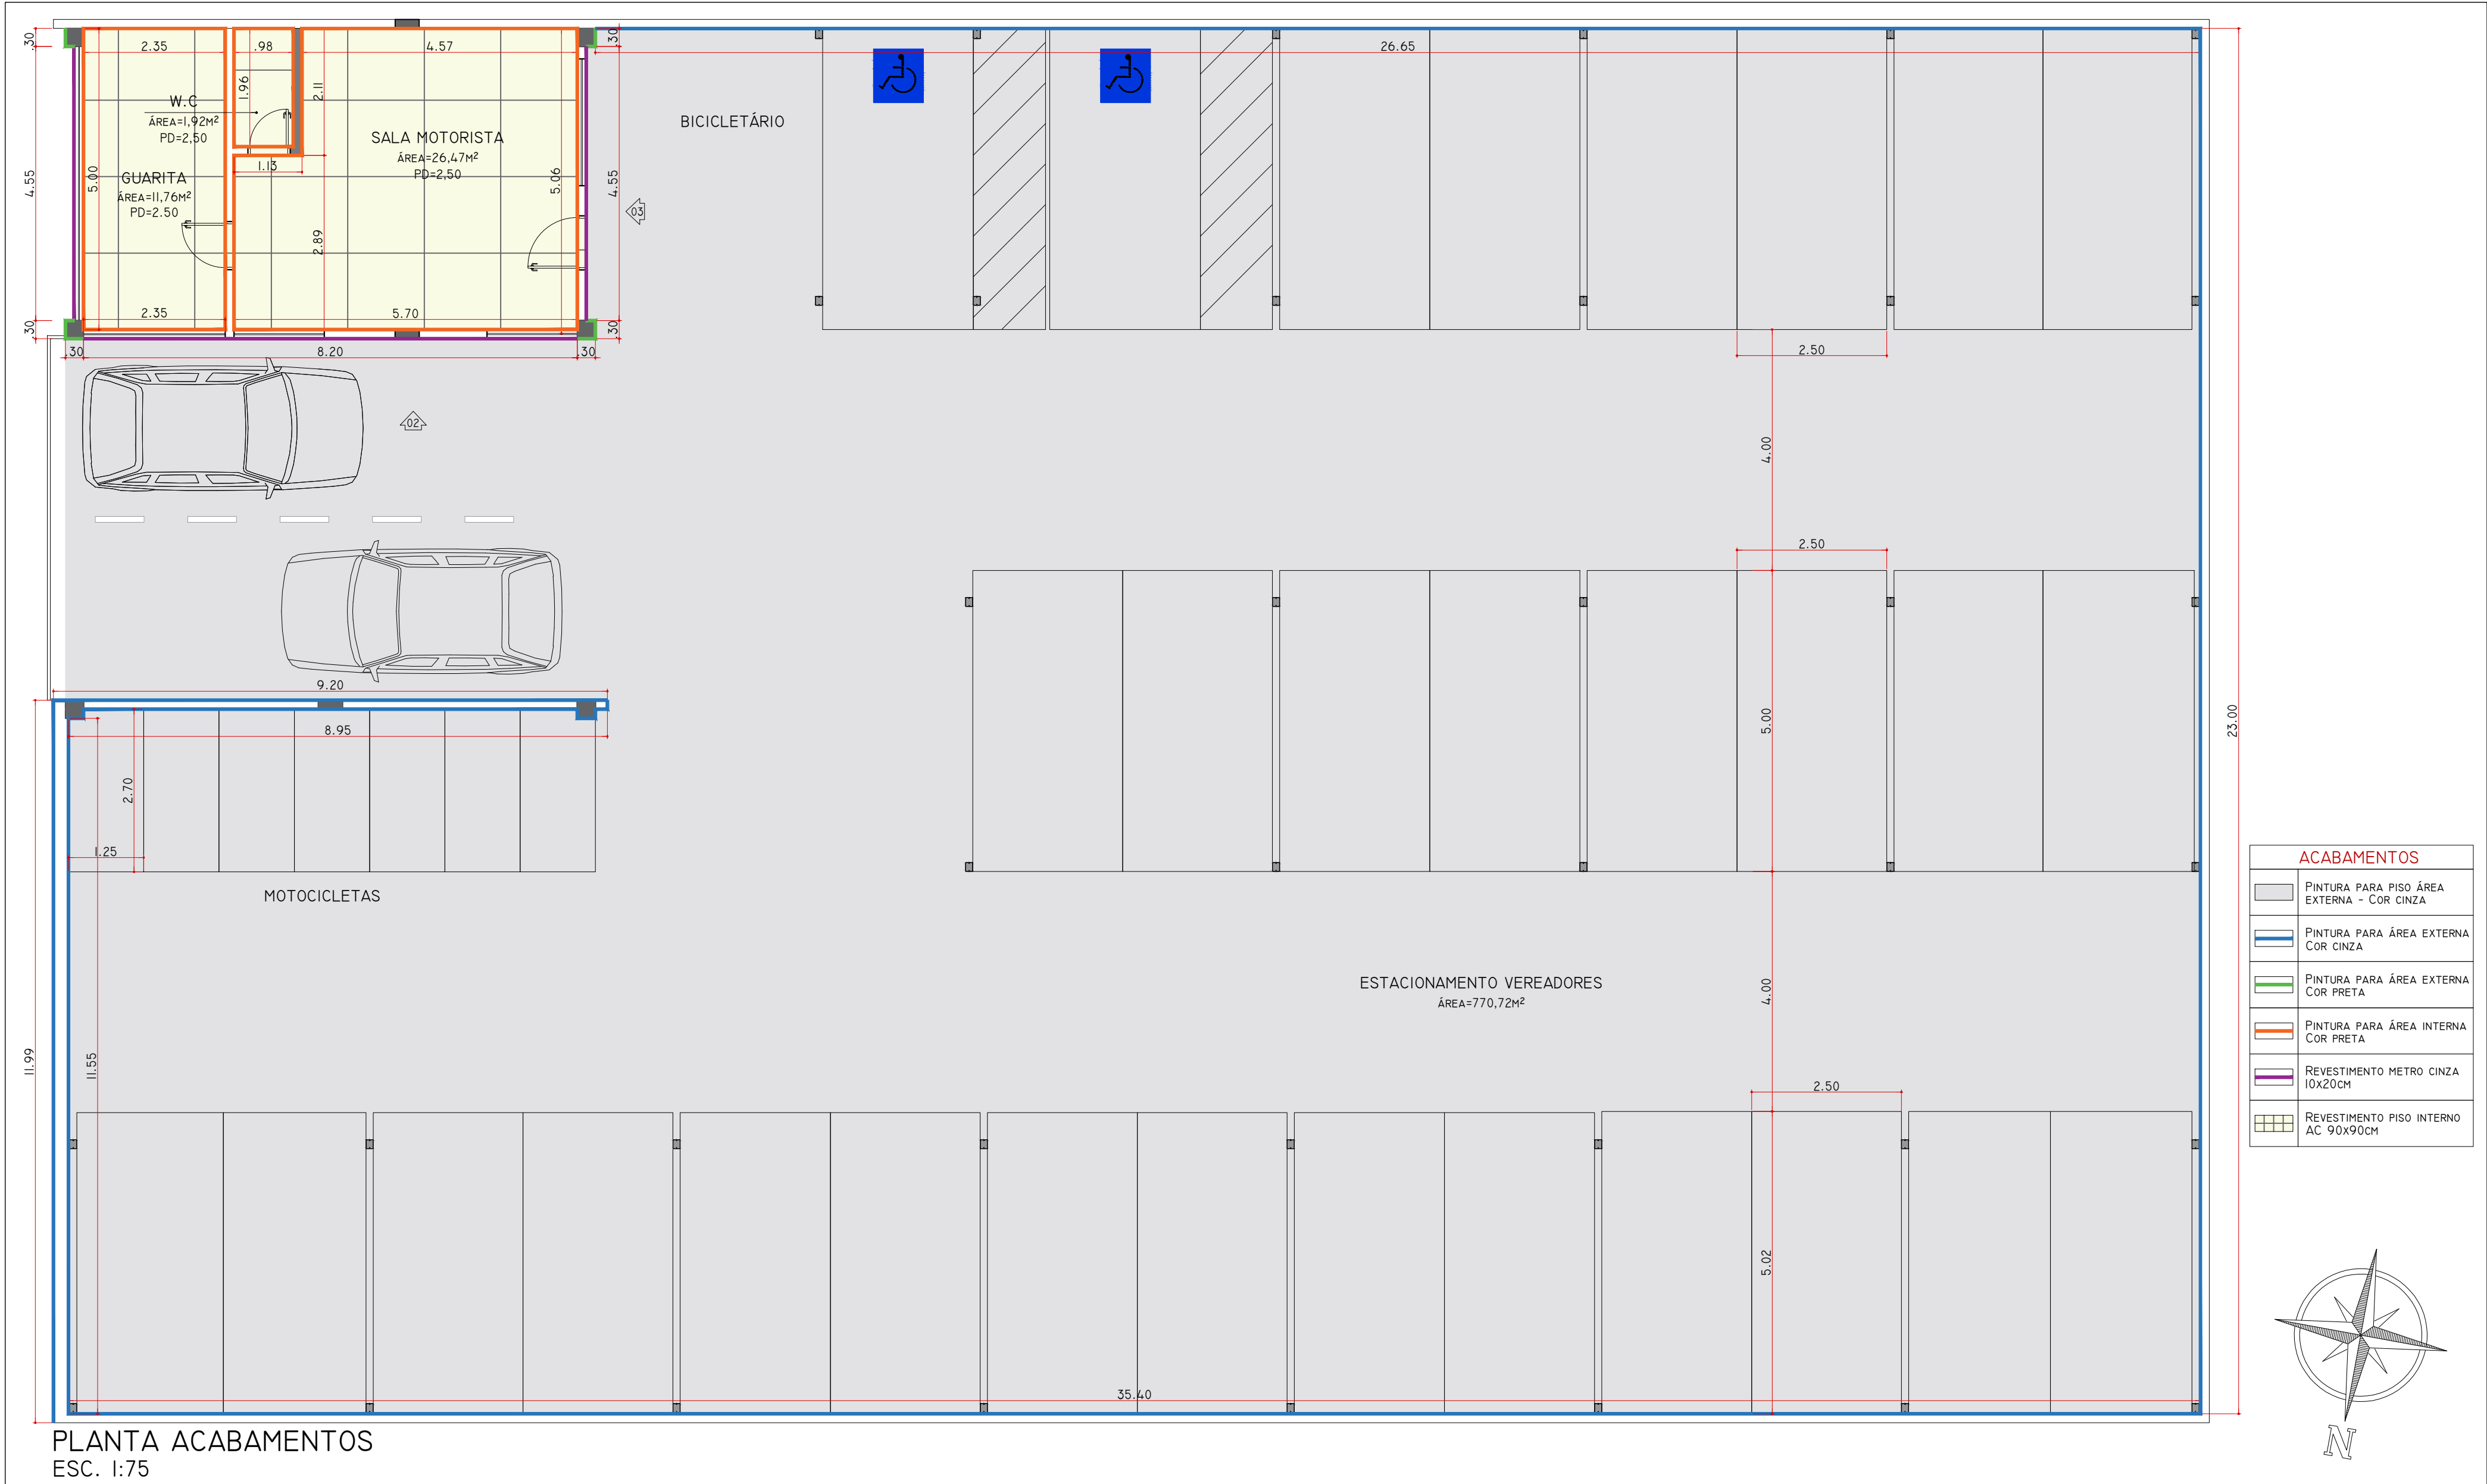 .30
2.35
.98
4.57
.30
26.65
1.96
2.11
W.C
ÁREA=1,92M²
PD=2,50
BICICLETÁRIO
SALA MOTORISTA
ÁREA=26,47M²
PD=2,50
1.13
4.55
5.00
GUARITA
ÁREA=11,76M²
PD=2.50
5.06
4.55
03
2.89
2.35
5.70
.30
.30
.30
8.20
.30
2.50
02
4.00
2.50
9.20
8.95
5.00
23.00
2.70
1.25
MOTOCICLETAS
ESTACIONAMENTO VEREADORES
ÁREA=770,72M²
4.00
11.99
11.55
2.50
5.02
35.40
ACABAMENTOS
PINTURA PARA PISO ÁREA
EXTERNA - COR CINZA
PINTURA PARA ÁREA EXTERNA
COR CINZA
PINTURA PARA ÁREA EXTERNA
COR PRETA
PINTURA PARA ÁREA INTERNA
COR PRETA
REVESTIMENTO METRO CINZA
10X20CM
REVESTIMENTO PISO INTERNO
AC 90X90CM
N
PLANTA ACABAMENTOS
ESC. 1:75